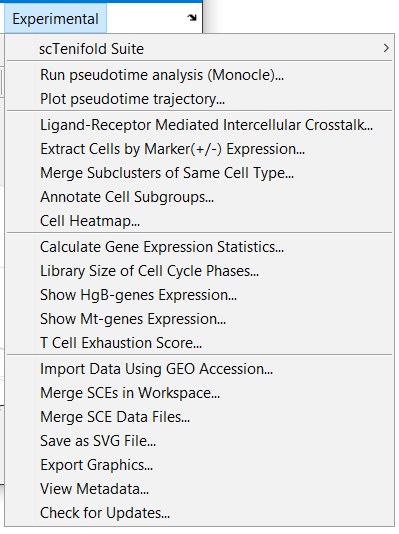 Experimental
scTenifold Suite
Run pseudotime analysis (Monocle)...
Plot pseudotime trajectory...
Ligand-Receptor Mediated Intercellular Crosstalk...
Extract Cells by Marker(+/-) Expression...
Merge Subclusters of Same Cell Type...
Annotate Cell Subgroups...
Cell Heatmap...
Calculate Gene Expression Statistics...
Library Size of Cell Cycle Phases...
Show HgB-genes Expression...
Show Mt-genes Expression...
T Cell Exhaustion Score...
Import Data Using GEO Accession...
Merge SCEs in Workspace...
Merge SCE Data Files...
Save as SVG File...
Export Graphics...
View Metadata...
Check for Updates...